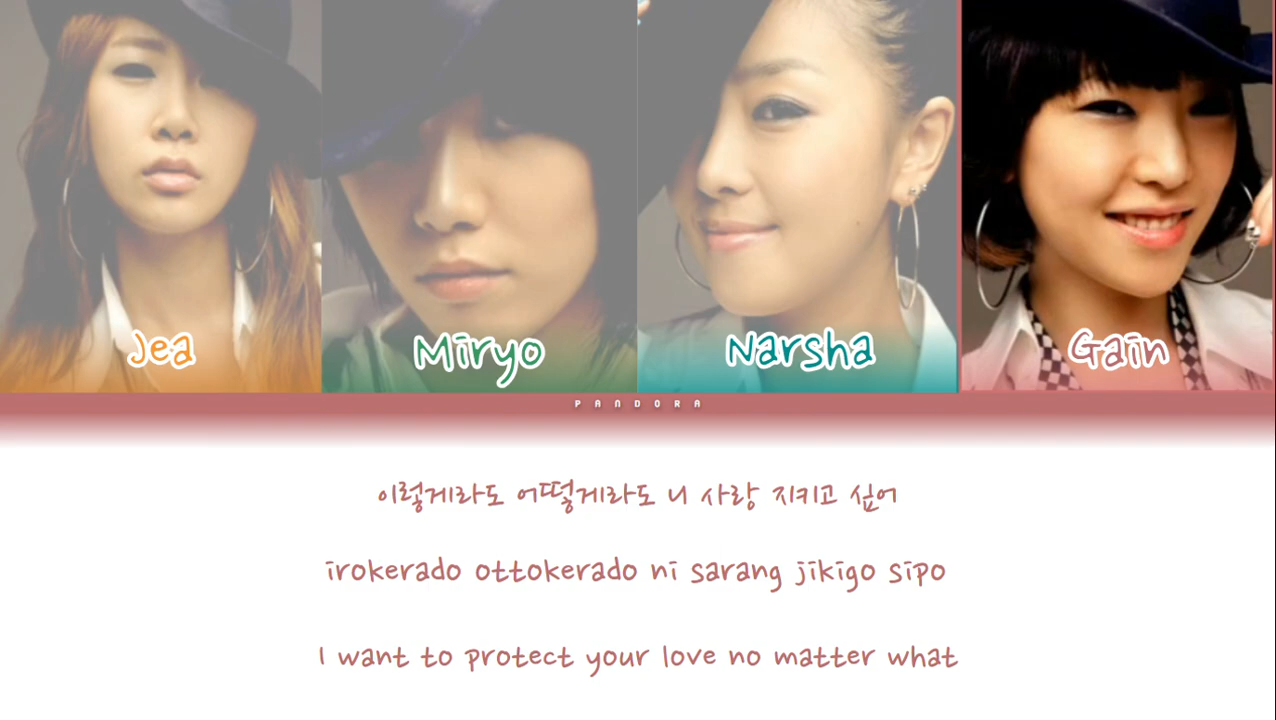 Jea
Miryo
Narsha
Gain
PANDORA
이렇게라도 어떻게라도 니 사랑 지키고 싶어
irokerado ottokerado ni sarang jikigo sipo
I want to protect your love no matter what